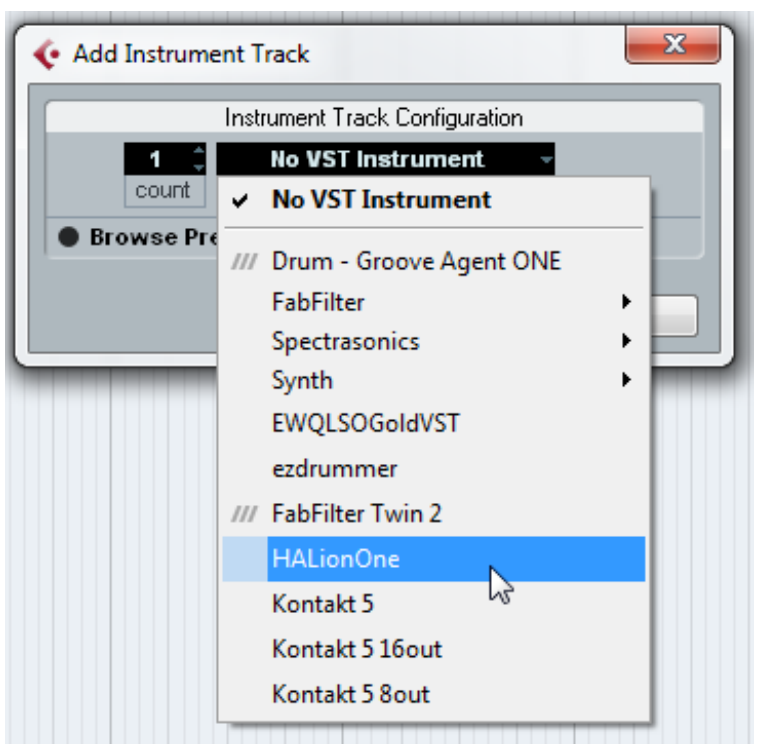 Add Instrument Track
Instrument Track Configuration
1 No VST Instrument
count
✓ No VST Instrument
Browse Pre
/// Drum - Groove Agent ONE
FabFilter
Spectrasonics
Synth
EWQLSOGoldVST
ezdrummer
/// FabFilter Twin 2
HALionOne
Kontakt 5
Kontakt 5 16out
Kontakt 5 8out